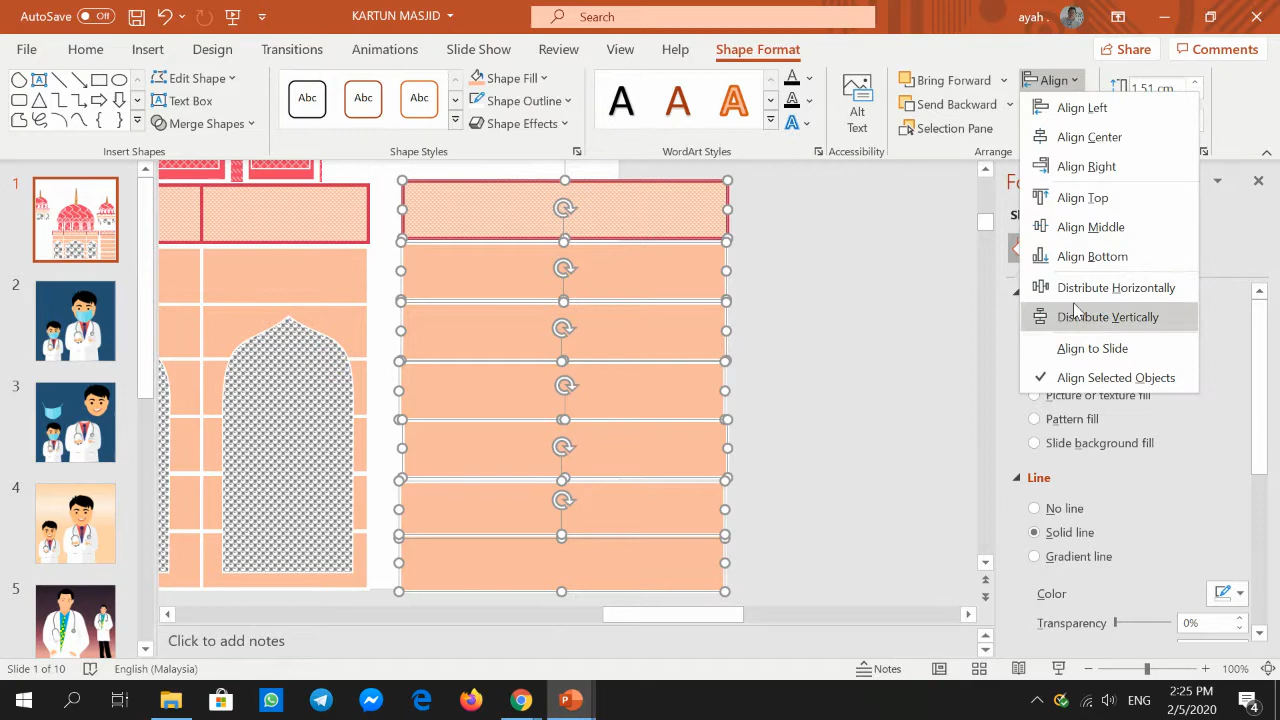 AutoSave Off
KARTUN MASJID
Search
ayah .
File Home Insert Design Transitions Animations Slide Show Review View Help Shape Format
Share Comments
Edit Shape
Text Box
Merge Shapes
Insert Shapes
Abc Abc Abc
Shape Fill
Shape Outline
Shape Effects
Shape Styles
A A A
WordArt Styles
Alt
Text
Accessibility
Bring Forward
Send Backward
Selection Pane
Arrange
Align
1.51 cm
Align Left
Align Center
Align Right
Align Top
Align Middle
Align Bottom
Distribute Horizontally
Distribute Vertically
Align to Slide
Align Selected Objects
Picture or texture fill
Pattern fill
Slide background fill
Line
No line
Solid line
Gradient line
Color
Transparency 0%
1
2
3
4
5
Click to add notes
Slide 1 of 10 English (Malaysia)
Notes 100%
ENG
2:25 PM
2/5/2020
4